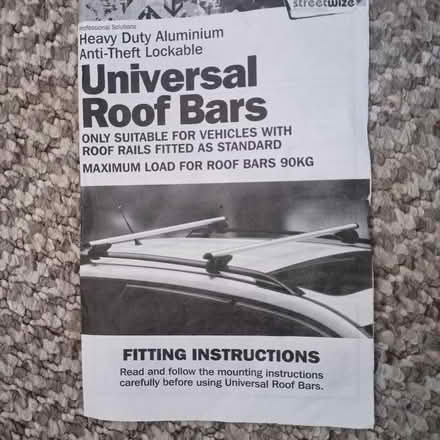 streetwize
Professional Solutions
Heavy Duty Aluminium
Anti-Theft Lockable
Universal
Roof Bars
ONLY SUITABLE FOR VEHICLES WITH
ROOF RAILS FITTED AS STANDARD
MAXIMUM LOAD FOR ROOF BARS 90KG
FITTING INSTRUCTIONS
Read and follow the mounting instructions
carefully before using Universal Roof Bars.